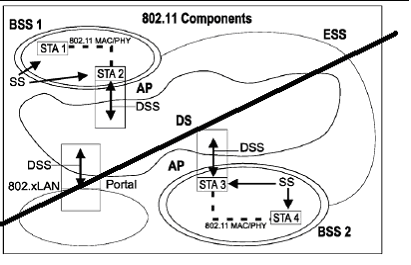 802.11 Components
BSS 1
ESS
802.11 MAC/PHY
STA 1
STA 2
SS
AP
DSS
DS
DSS
DSS
802.xLAN
Portal
AP
STA 3
SS
802.11 MAC/PHY
STA 4
BSS 2